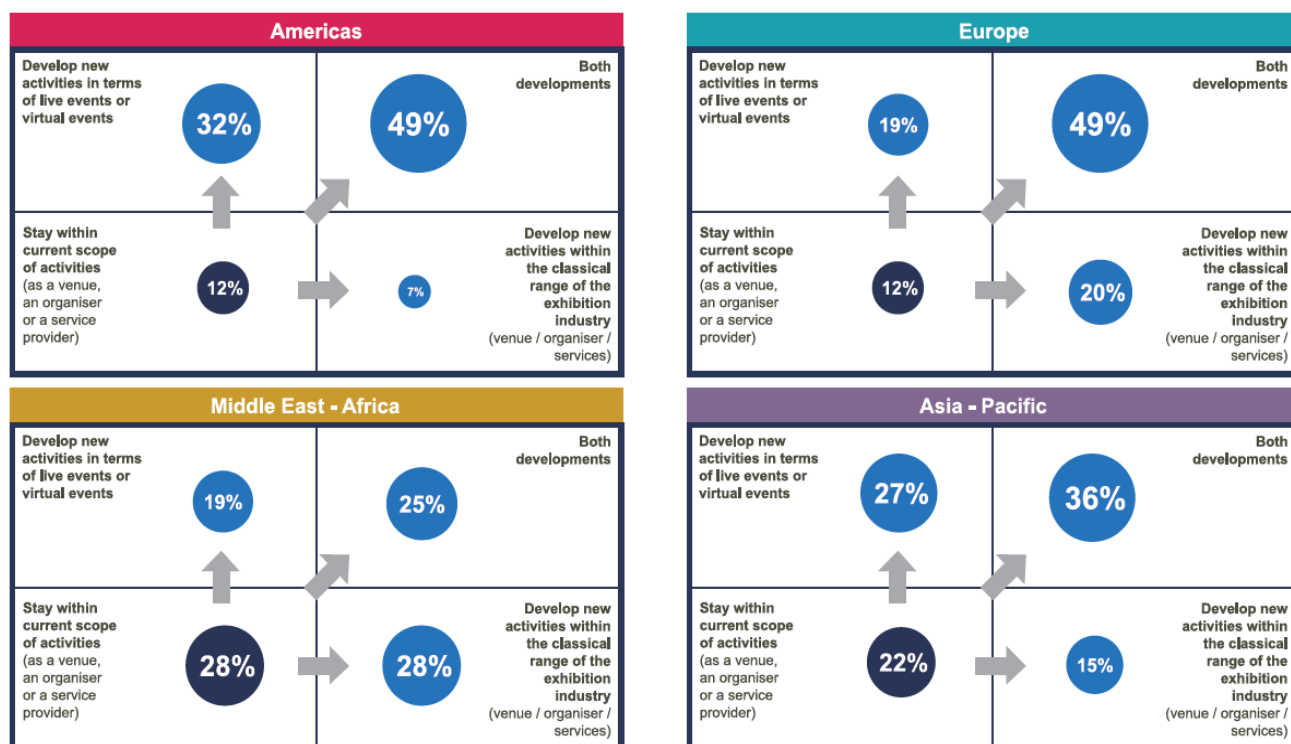 Americas
Develop new
activities in terms
of live events or
virtual events
32%
49%
Both
developments
Stay within
current scope
of activities
(as a venue,
an organiser
or a service
provider)
12%
7%
Develop new
activities within
the classical
range of the
exhibition
industry
(venue / organiser /
services)
Europe
Develop new
activities in terms
of live events or
virtual events
19%
49%
Both
developments
Stay within
current scope
of activities
(as a venue,
an organiser
or a service
provider)
12%
20%
Develop new
activities within
the classical
range of the
exhibition
industry
(venue / organiser /
services)
Middle East - Africa
Develop new
activities in terms
of live events or
virtual events
19%
25%
Both
developments
Stay within
current scope
of activities
(as a venue,
an organiser
or a service
provider)
28%
28%
Develop new
activities within
the classical
range of the
exhibition
industry
(venue / organiser /
services)
Asia - Pacific
Develop new
activities in terms
of live events or
virtual events
27%
36%
Both
developments
Stay within
current scope
of activities
(as a venue,
an organiser
or a service
provider)
22%
15%
Develop new
activities within
the classical
range of the
exhibition
industry
(venue / organiser /
services)